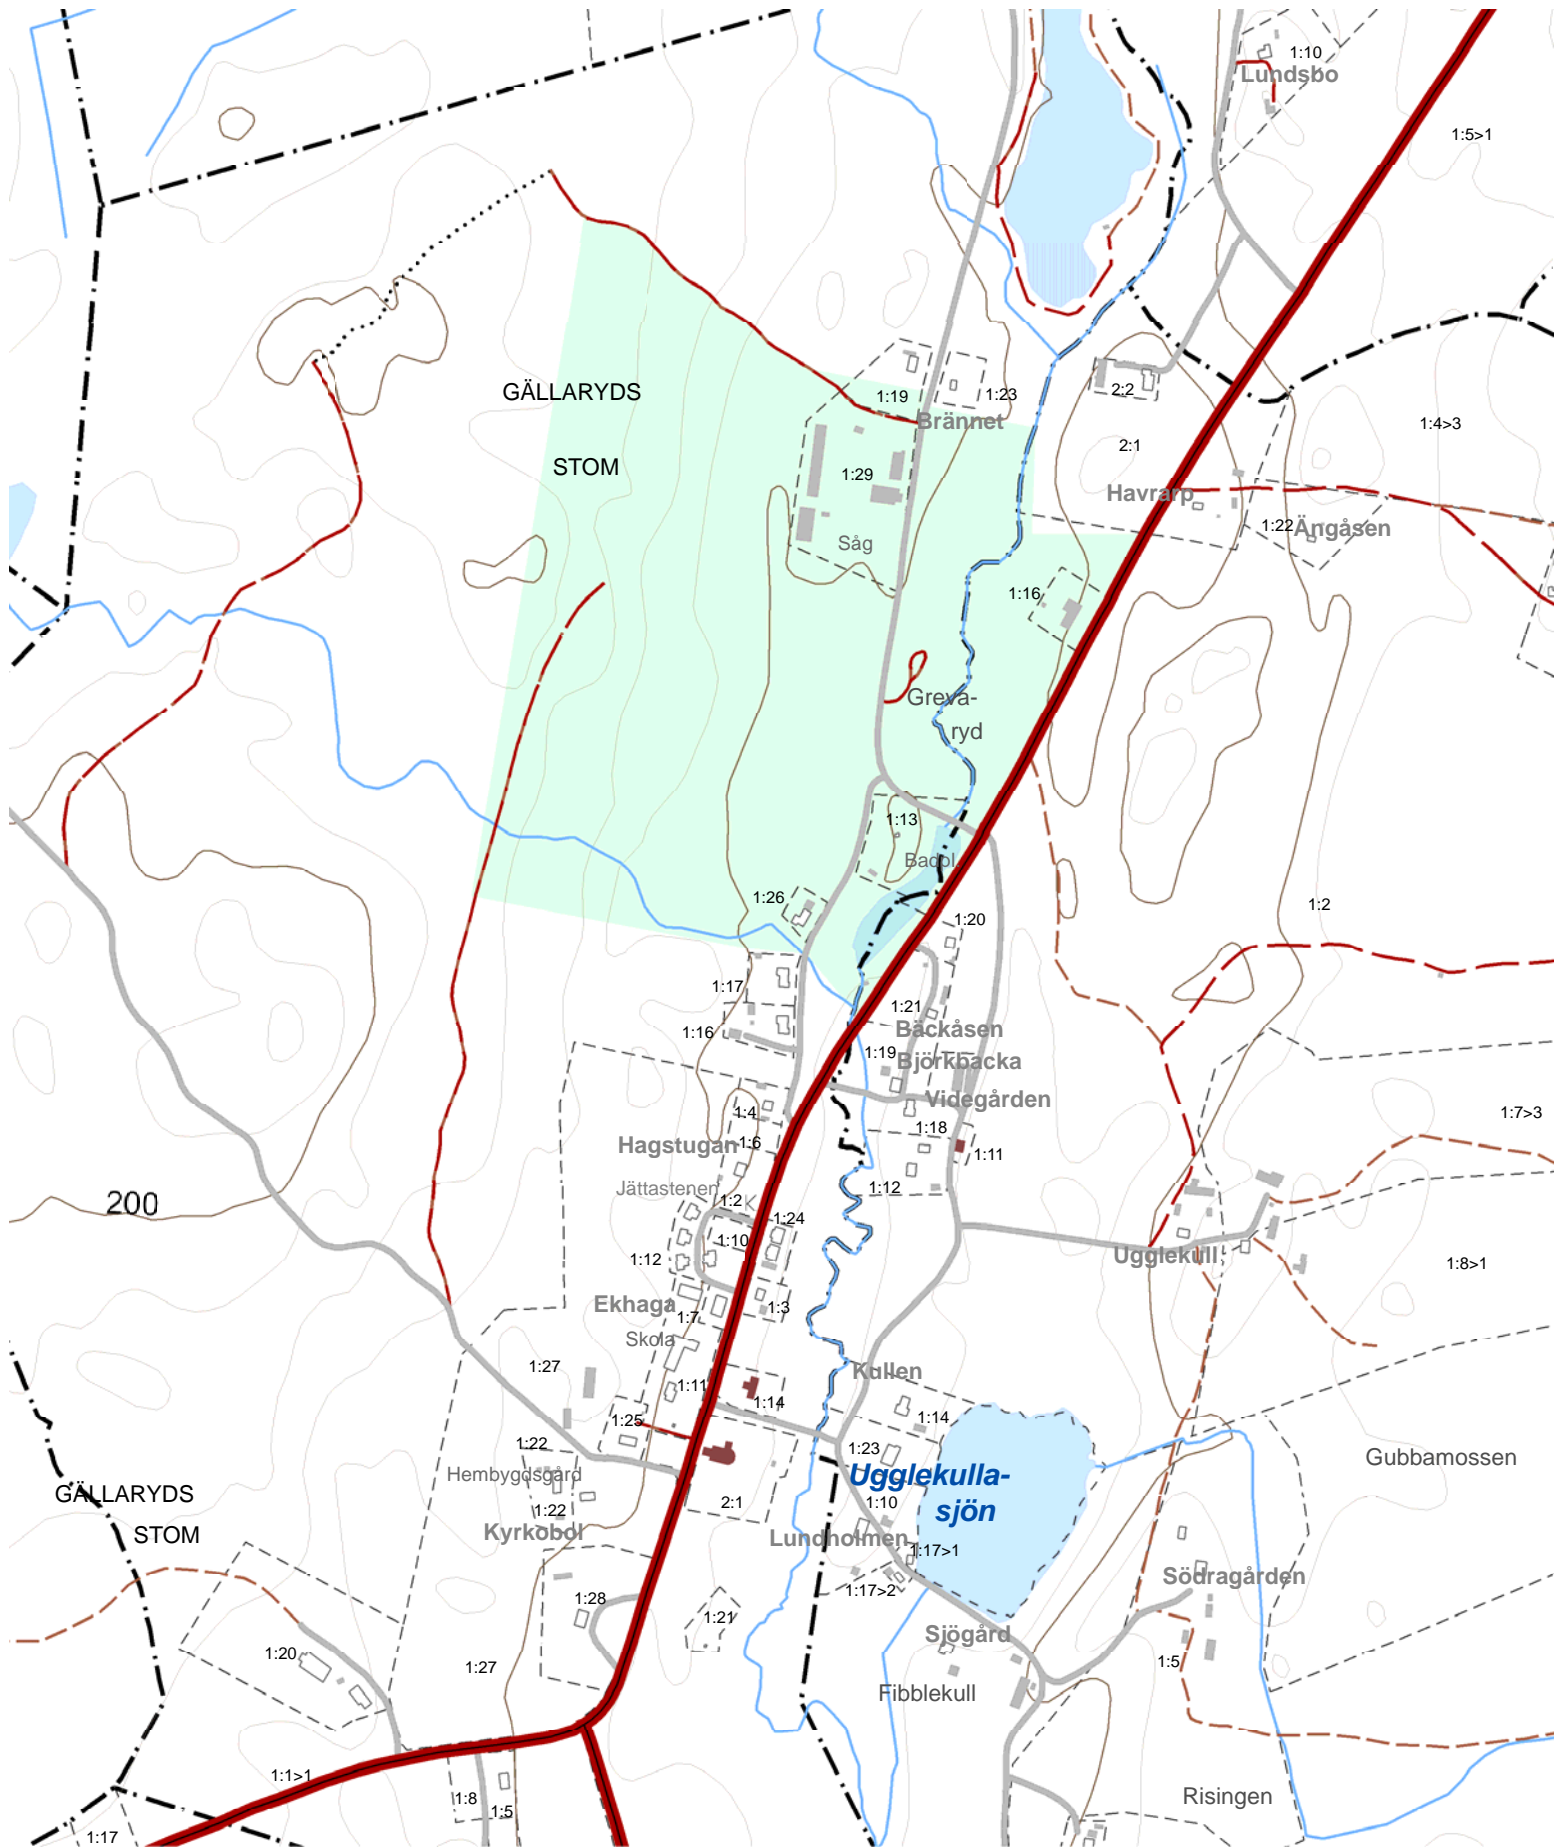 1:10
Lundsbo
1:5>1
GÄLLARYDS
1:19
1:23
2:2
Brännet
1:4>3
2:1
STOM
1:29
Havrarp
1:22
Ängåsen
Såg
1:16
Greva-
ryd
1:13
Badpl.
1:26
1:20
1:2
1:17
1:21
1:16
Bäckåsen
1:19
Björkbacka
Videgården
1:4
1:7>3
1:18
Hagstugan
1:6
1:11
Jättastenen
1:2
K
1:12
200
1:24
1:10
1:12
Ugglekull
1:8>1
Ekhaga
1:3
1:7
Skola
1:27
Kullen
1:11
1:14
1:14
1:25
1:22
1:23
Gubbamossen
Hembygdsgård
Ugglekulla-
sjön
GÄLLARYDS
STOM
1:22
2:1
1:10
Kyrkobol
Lundholmen
1:17>1
Södragården
1:17>2
1:28
1:21
Sjögård
1:20
1:27
1:5
Fibblekull
1:1>1
1:8
1:5
Risingen
1:17